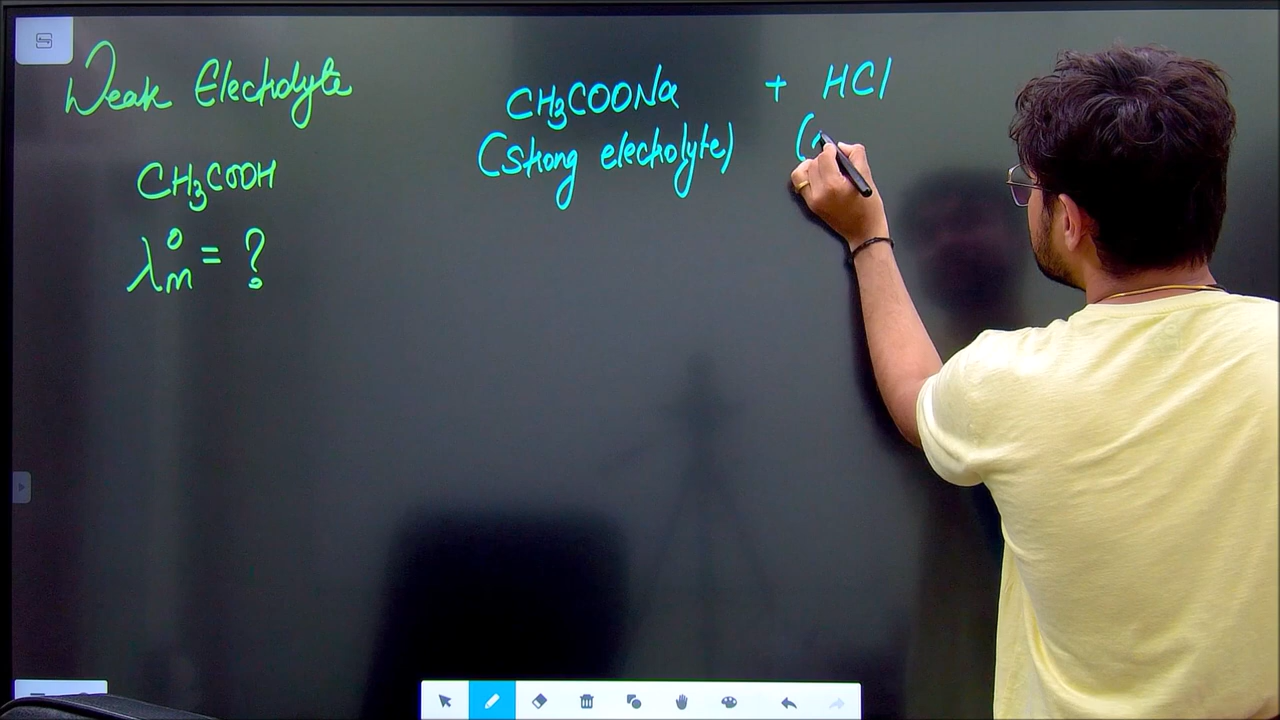 Weak Electrolyte
CH3COOH
λ°m = ?
CH3COONa + HCl
(strong electrolyte) (